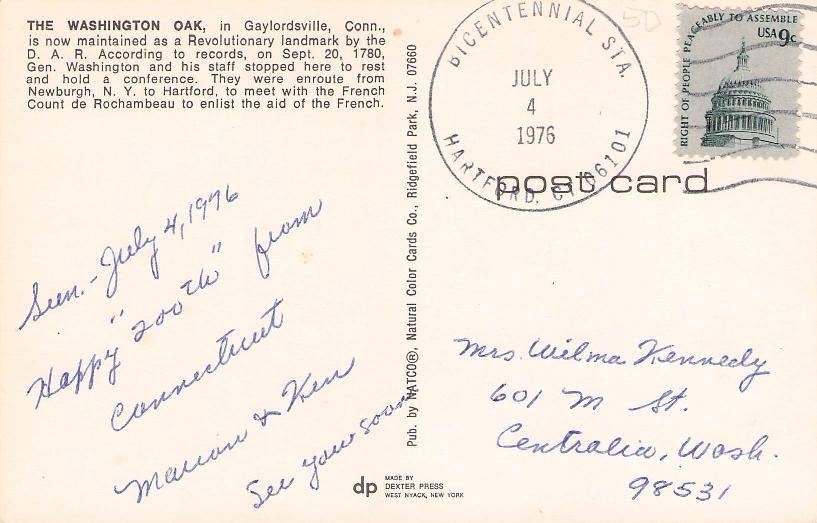 THE WASHINGTON OAK, in Gaylordsville, Conn.,
is now maintained as a Revolutionary landmark by the
D. A. R. According to records, on Sept. 20, 1780,
Gen. Washington and his staff stopped here to rest
and hold a conference. They were enroute from
Newburgh, N. Y. to Hartford, to meet with the French
Count de Rochambeau to enlist the aid of the French.
Sun.- July 4, 1976
Happy "200th" from
Connecticut
Marion & Ken
See you soon
Pub. by NATCO®, Natural Color Cards Co., Ridgefield Park, N.J. 07660
dp
MADE BY
DEXTER PRESS
WEST NYACK, NEW YORK
50
BICENTENNIAL STA.
JULY
4
1976
HARTFORD, CT 06101
RIGHT OF PEOPLE PEACEABLY TO ASSEMBLE
USA 9c
post card
Mrs. Wilma Kennedy
601 M St.
Centralia, Wash.
98531